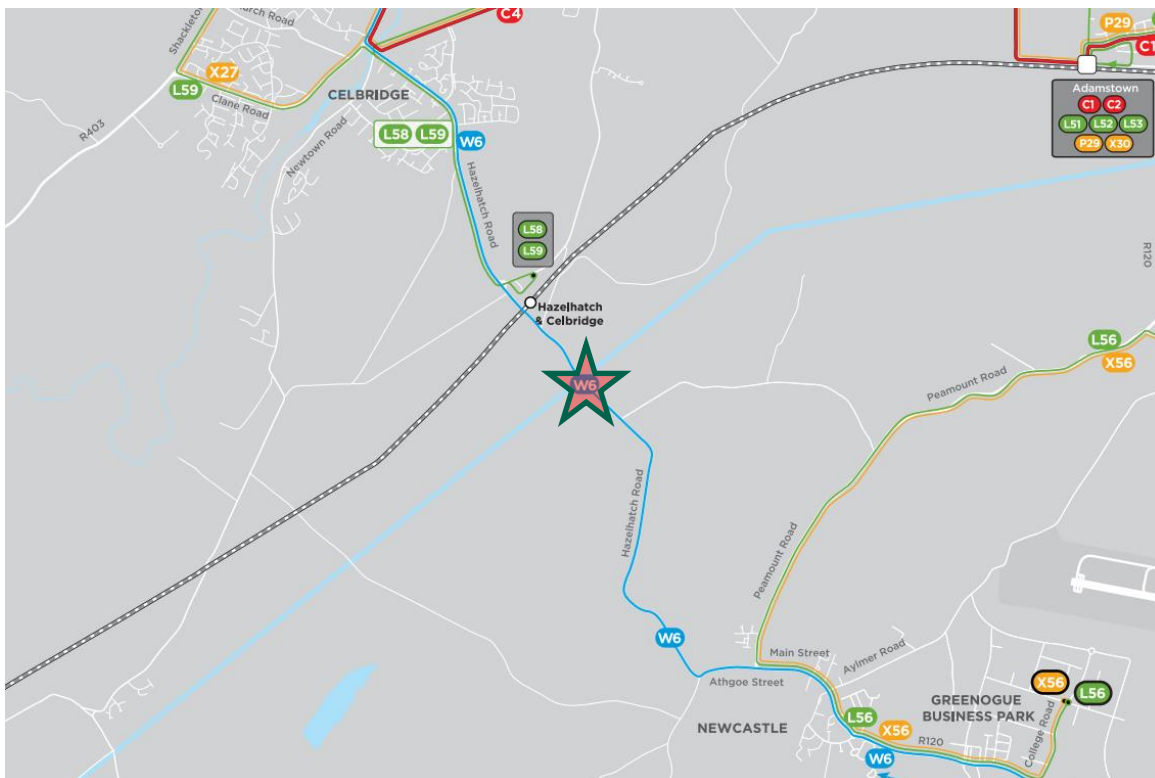 C4
P29
C1
Shackleton
X27
L59
Clane Road
CELBRIDGE
Adamstown
C1 C2
L51 L52 L53
P29 X30
R403
Newtown Road
L58 L59
W6
Hazelhatch Road
L58
L59
R120
Hazelhatch
& Celbridge
L56
X56
W6
Peamount Road
Hazelhatch Road
Peamount Road
W6
Main Street
Aylmer Road
Athgoe Street
X56
L56
GREENOGUE
BUSINESS PARK
College Road
NEWCASTLE
L56
X56
R120
W6